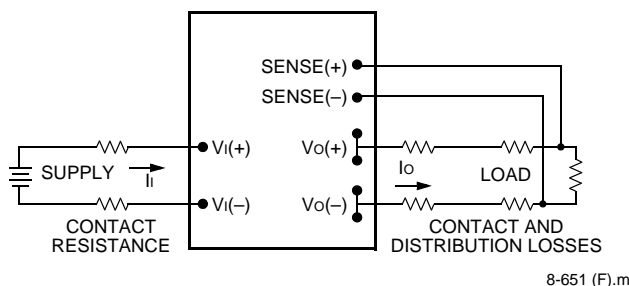 SENSE(+)
SENSE(–)
SUPPLY
II
VI(+)
VO(+)
IO
LOAD
VI(–)
VO(–)
CONTACT
RESISTANCE
CONTACT AND
DISTRIBUTION LOSSES
8-651 (F).m